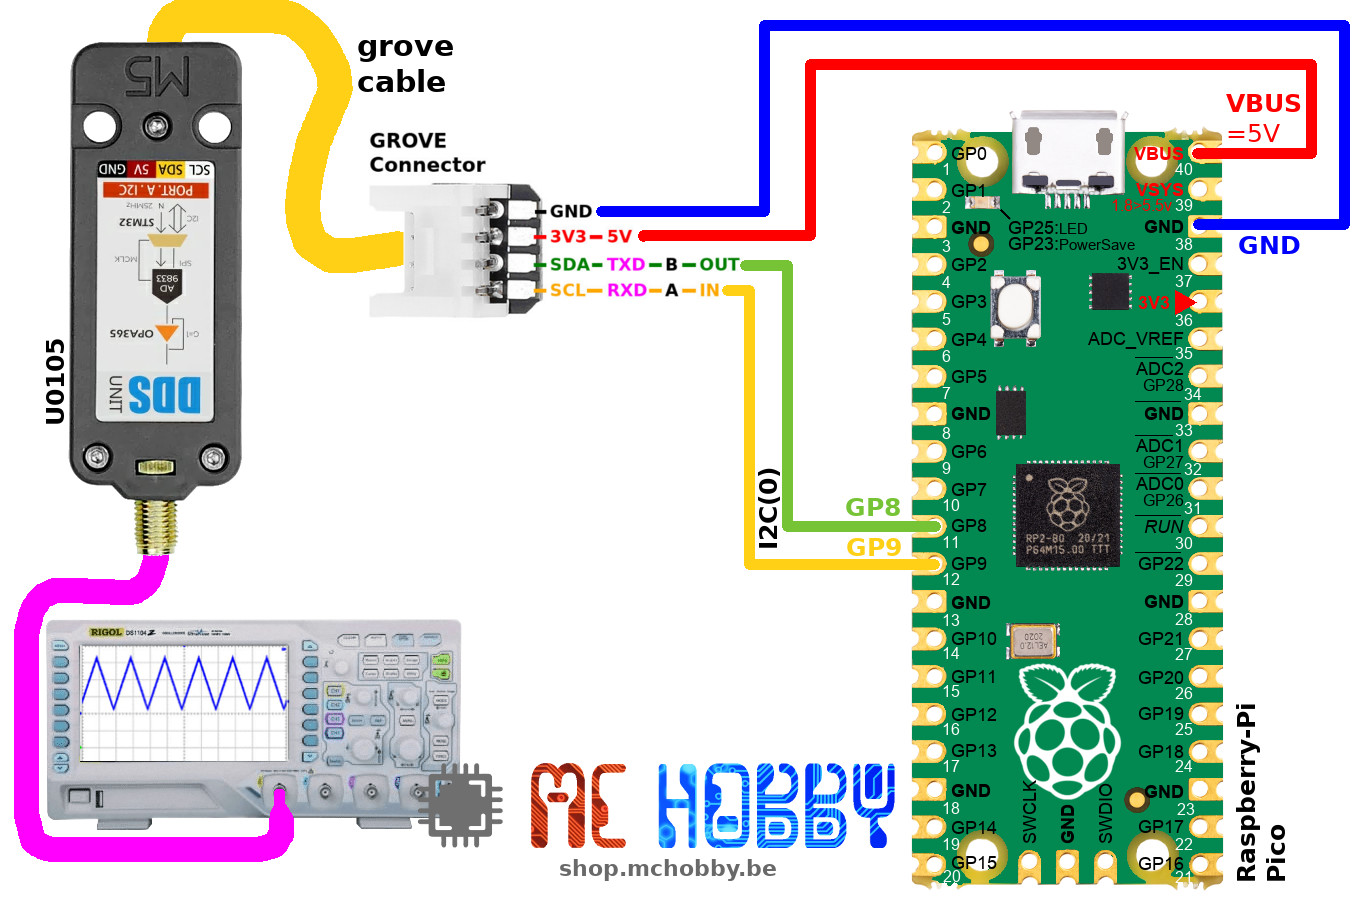 grove
cable
GROVE
Connector
GND
3V3 5V
SDA TXD B OUT
SCL RXD A IN
VBUS
=5V
GND
M5
SCL SDA 5V GND
PORT. A. I2C
I2C N 25MHz
STM32
SPI
MCLK
AD
9833
G=1
OPA365
DDS
UNIT
U0105
I2C(0)
GP8
GP9
RIGOL DS1104 Z
MC HOBBY
shop.mchobby.be
GP0
1
GP1
2
GND
3
GP2
4
GP3
5
GP4
6
GP5
7
GND
8
GP6
9
GP7
10
GP8
11
GP9
12
GND
13
GP10
14
GP11
15
GP12
16
GP13
17
GND
18
GP14
19
GP15
20
GP25:LED
GP23:PowerSave
RP2-B0 20/21
P64M15.00 TTT
AEL12.0
2020
SWCLK
GND
SWDIO
VBUS
40
VSYS
1.8>5.5v
39
GND
38
3V3_EN
37
3V3
36
ADC_VREF
35
ADC2
GP28
34
GND
33
ADC1
GP27
32
ADC0
GP26
31
RUN
30
GP22
29
GND
28
GP21
27
GP20
26
GP19
25
GP18
24
GND
23
GP17
22
GP16
21
Raspberry-Pi
Pico